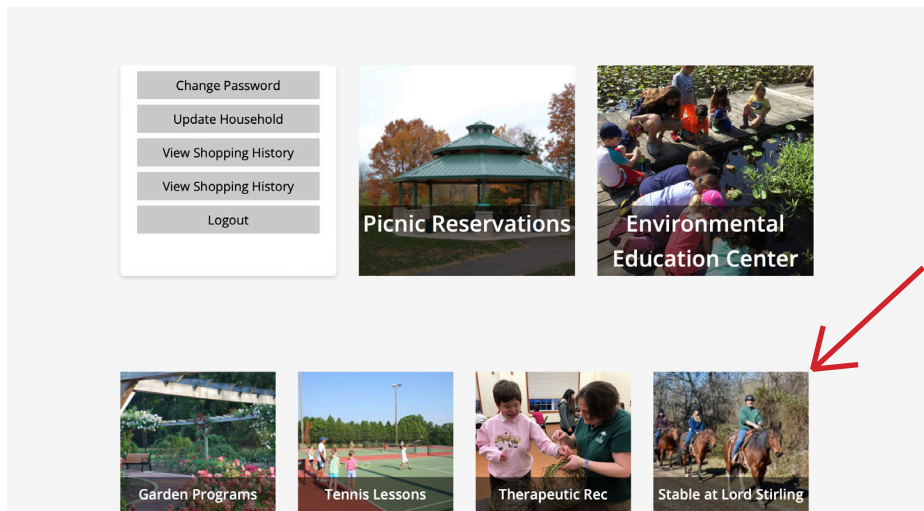 Change Password
Update Household
View Shopping History
View Shopping History
Logout
Picnic Reservations
Environmental
Education Center
Garden Programs
Tennis Lessons
Therapeutic Rec
Stable at Lord Stirling